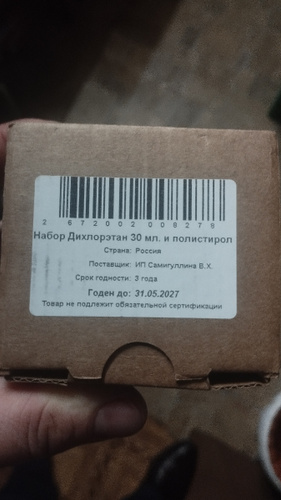 2 672002 008279
Набор Дихлорэтан 30 мл. и полистирол
Страна: Россия
Поставщик: ИП Самигуллина В.Х.
Срок годности: 3 года
Годен до: 31.05.2027
Товар не подлежит обязательной сертификации